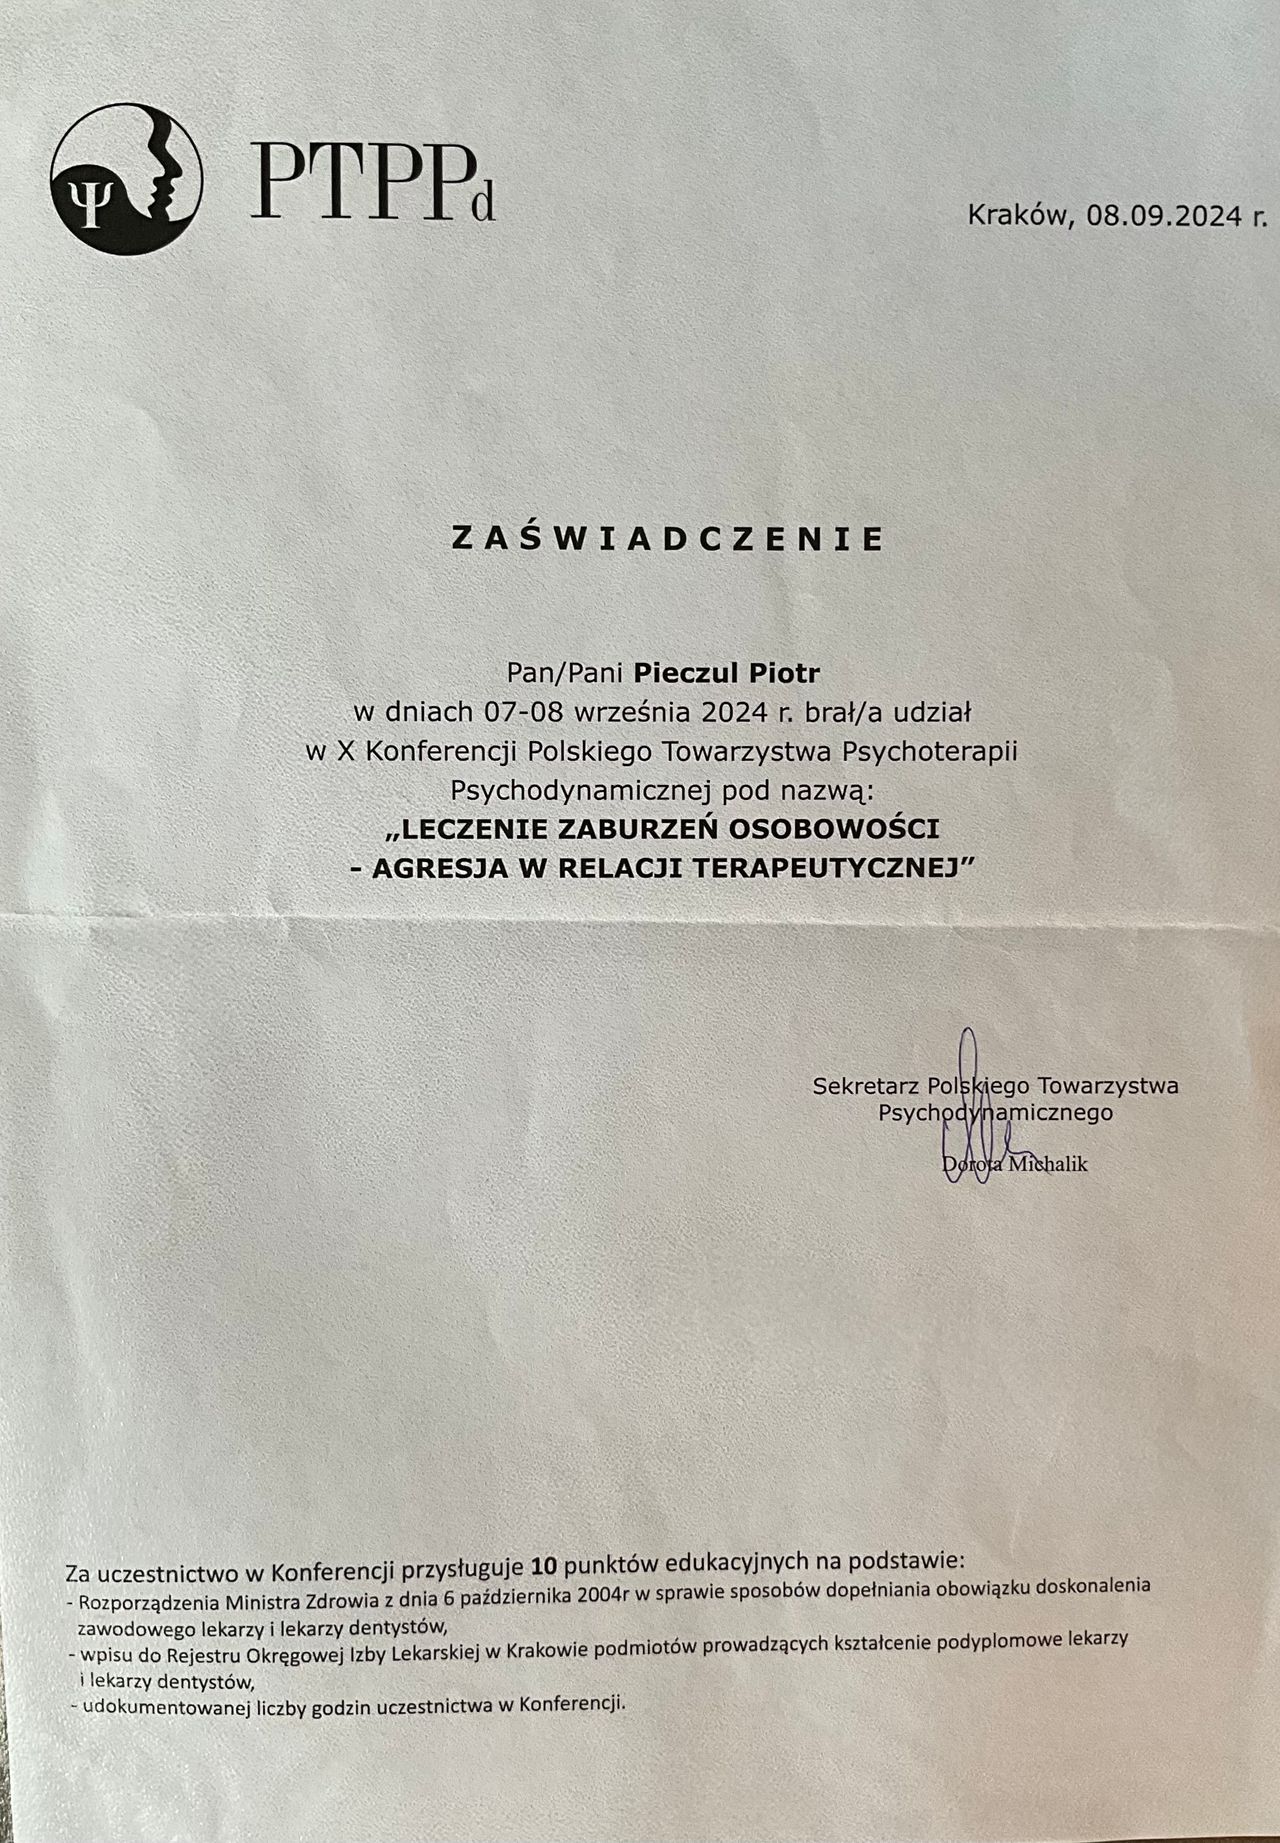 Ψ PTPPd
Kraków, 08.09.2024 r.
ZAŚWIADCZENIE
Pan/Pani Pieczul Piotr
w dniach 07-08 września 2024 r. brał/a udział
w X Konferencji Polskiego Towarzystwa Psychoterapii
Psychodynamicznej pod nazwą:
„LECZENIE ZABURZEŃ OSOBOWOŚCI
- AGRESJA W RELACJI TERAPEUTYCZNEJ”
Sekretarz Polskiego Towarzystwa
Psychodynamicznego
Dorota Michalik
Za uczestnictwo w Konferencji przysługuje 10 punktów edukacyjnych na podstawie:
- Rozporządzenia Ministra Zdrowia z dnia 6 października 2004r w sprawie sposobów dopełniania obowiązku doskonalenia
zawodowego lekarzy i lekarzy dentystów,
- wpisu do Rejestru Okręgowej Izby Lekarskiej w Krakowie podmiotów prowadzących kształcenie podyplomowe lekarzy
i lekarzy dentystów,
- udokumentowanej liczby godzin uczestnictwa w Konferencji.